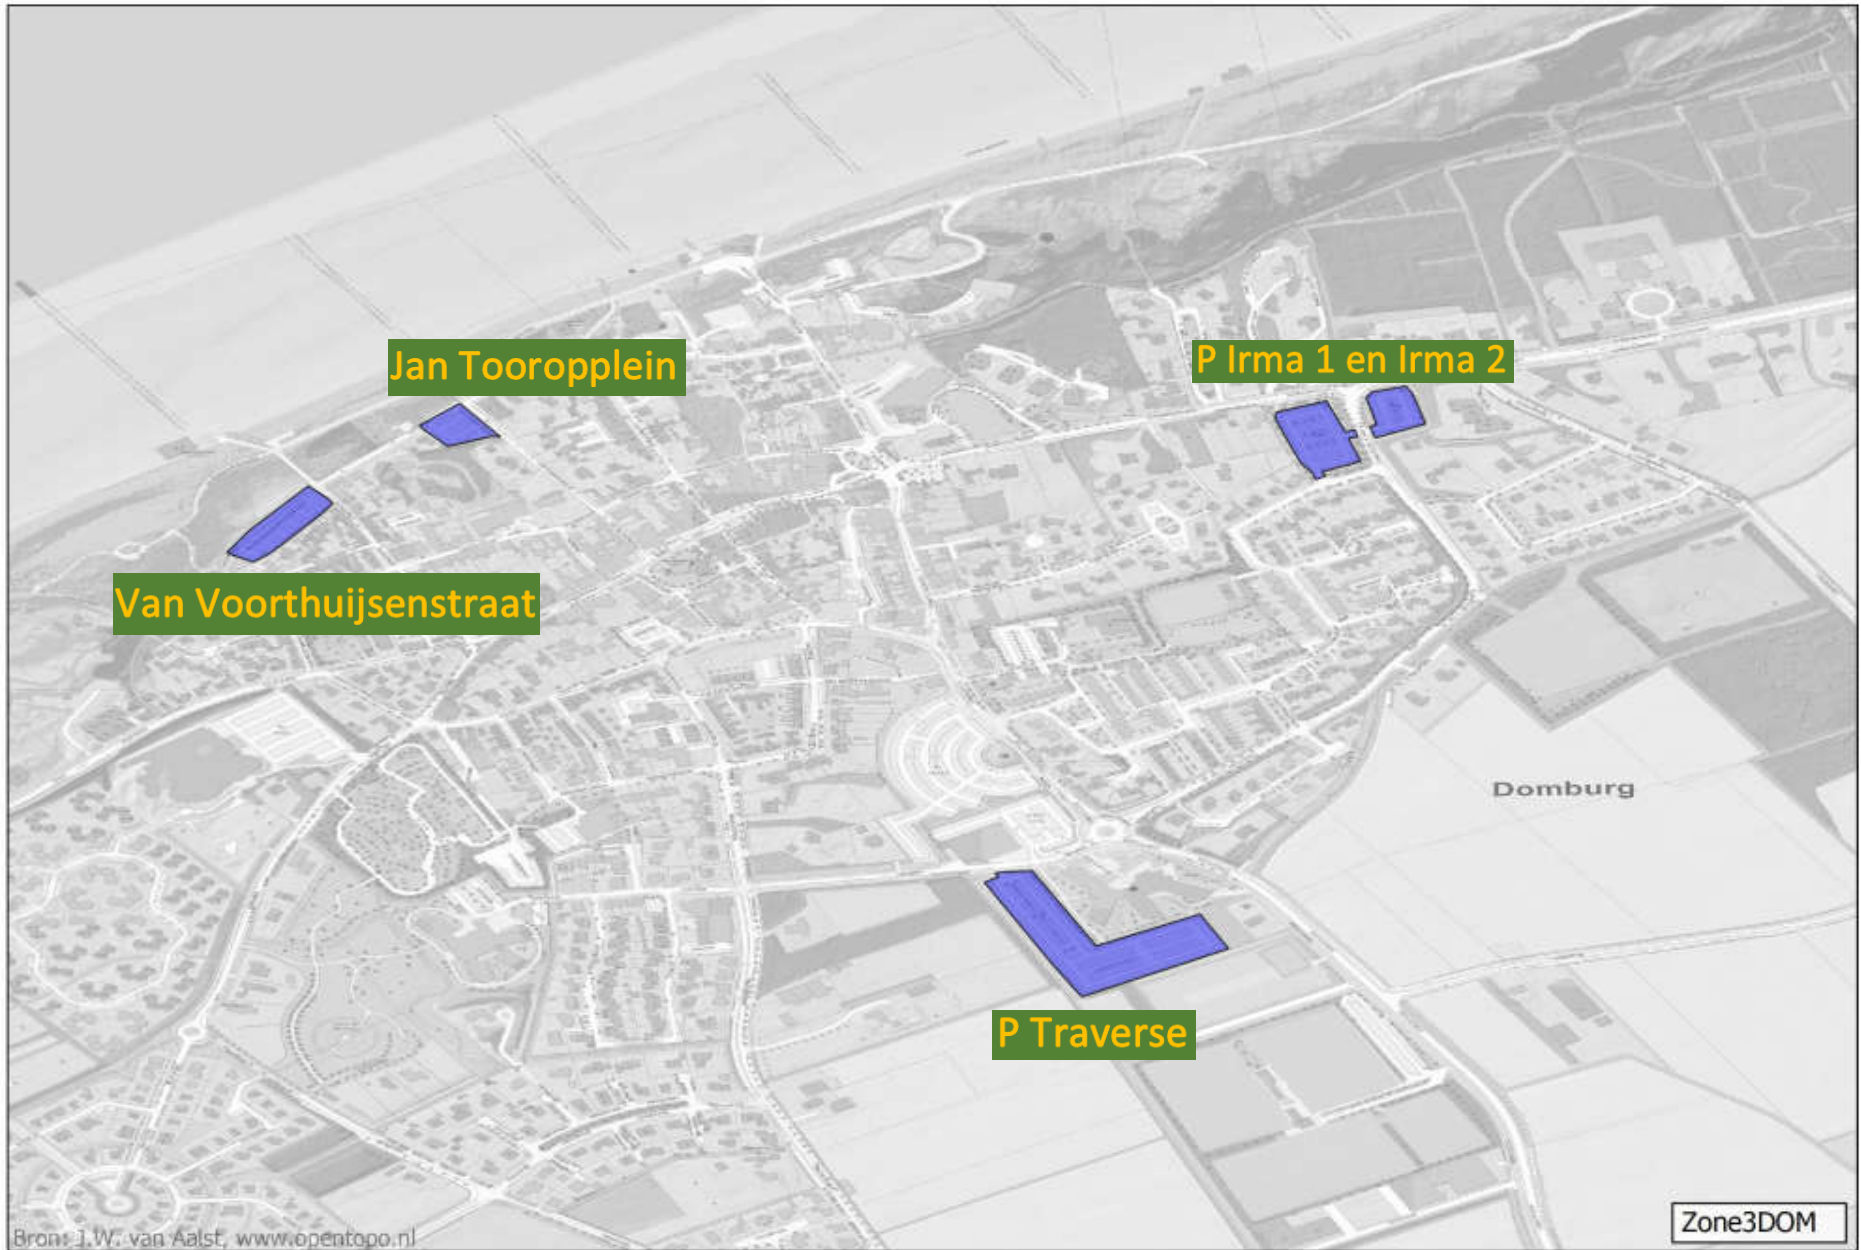 Jan Tooropplein
P Irma 1 en Irma 2
Van Voorthuijsenstraat
Domburg
P Traverse
Zone3DOM
Bron: J.W. van Aalst, www.opentopo.nl